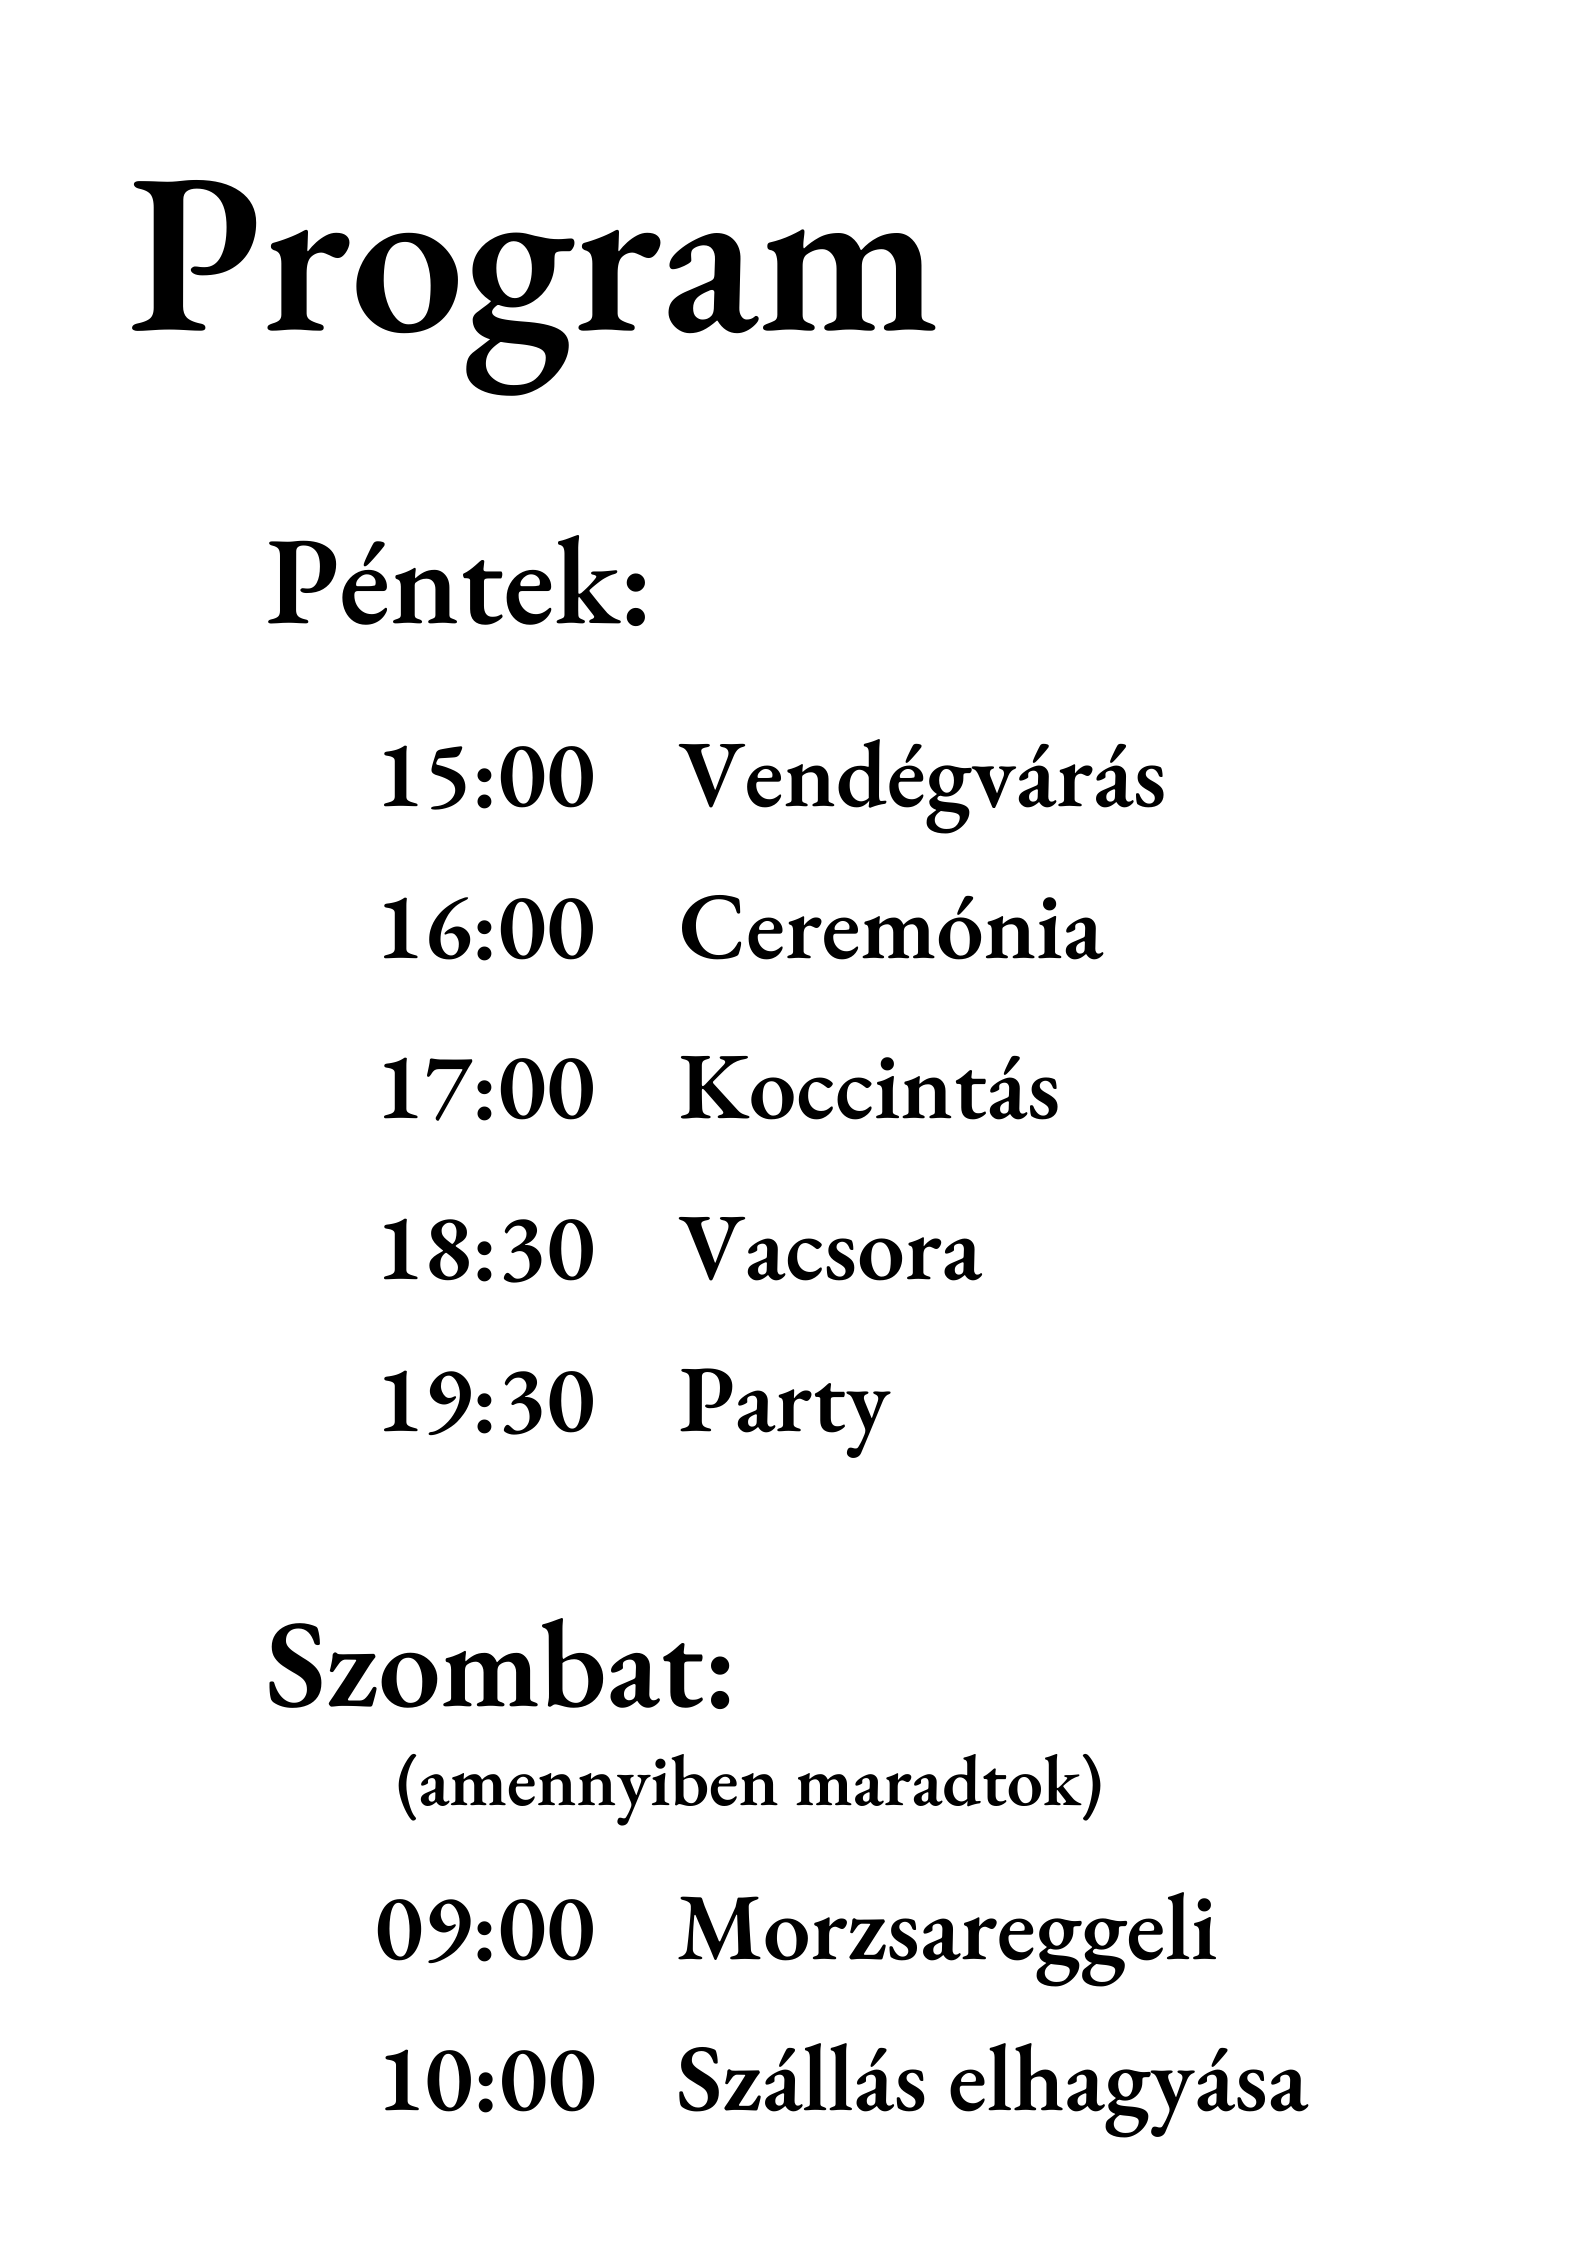 Program
Péntek:
15:00 Vendégvárás
16:00 Ceremónia
17:00 Koccintás
18:30 Vacsora
19:30 Party
Szombat:
(amennyiben maradtok)
09:00 Morzsareggeli
10:00 Szállás elhagyása